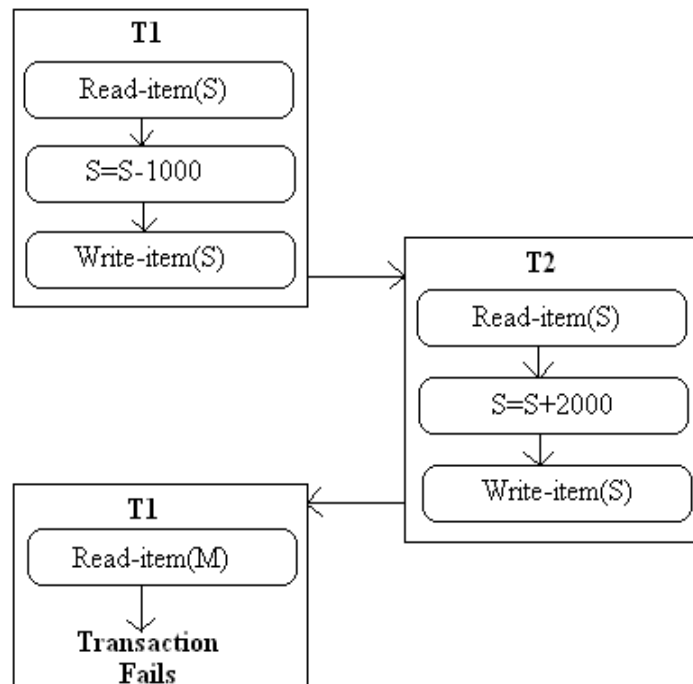 T1
Read-item(S)
S=S-1000
Write-item(S)
T2
Read-item(S)
S=S+2000
Write-item(S)
T1
Read-item(M)
Transaction
Fails